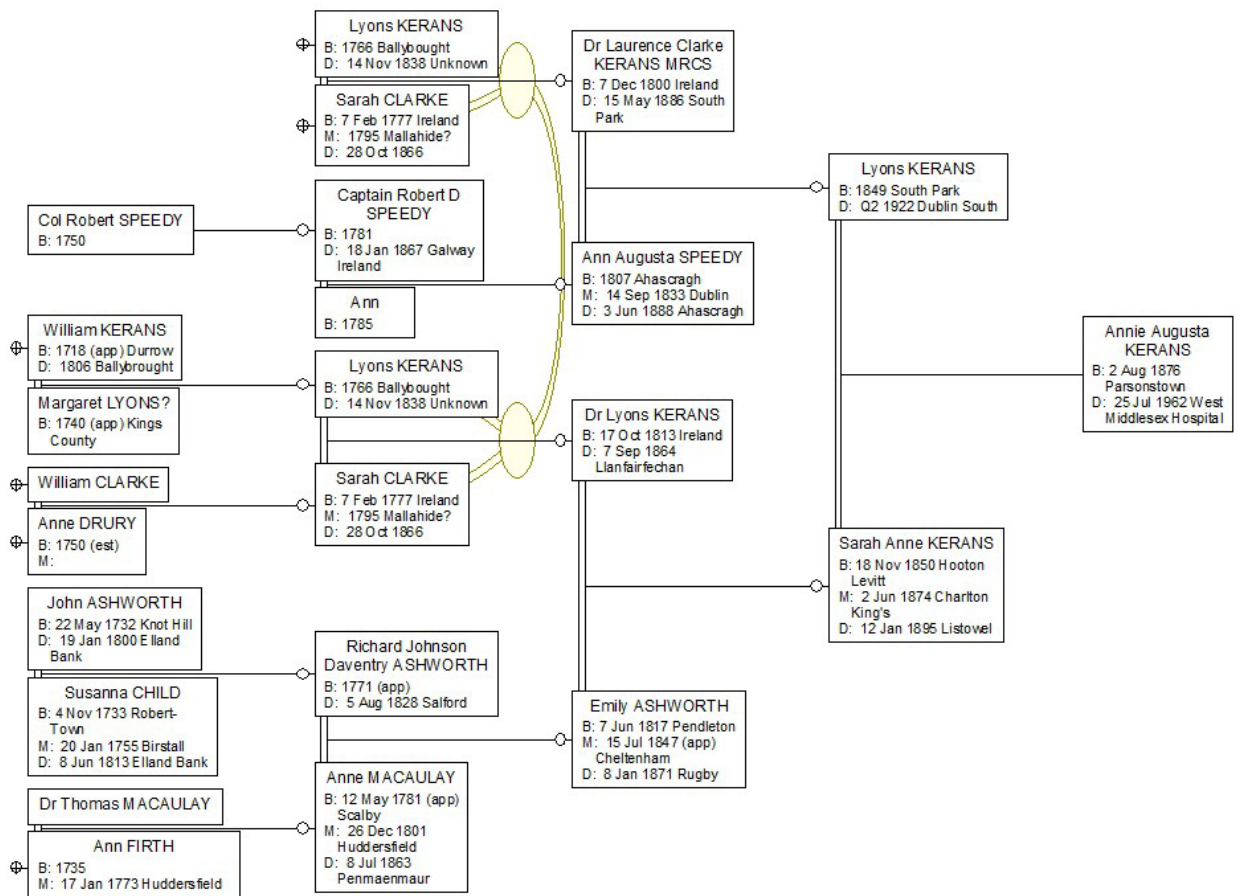 Lyons KERANS
B: 1766 Ballybought
D: 14 Nov 1838 Unknown
Sarah CLARKE
B: 7 Feb 1777 Ireland
M: 1795 Mallahide?
D: 28 Oct 1866
Col Robert SPEEDY
B: 1750
Captain Robert D
SPEEDY
B: 1781
D: 18 Jan 1867 Galway
Ireland
Ann
B: 1785
William KERANS
B: 1718 (app) Durrow
D: 1806 Ballybrought
Margaret LYONS?
B: 1740 (app) Kings
County
Lyons KERANS
B: 1766 Ballybought
D: 14 Nov 1838 Unknown
William CLARKE
Anne DRURY
B: 1750 (est)
M:
Sarah CLARKE
B: 7 Feb 1777 Ireland
M: 1795 Mallahide?
D: 28 Oct 1866
John ASHWORTH
B: 22 May 1732 Knot Hill
D: 19 Jan 1800 Elland
Bank
Susanna CHILD
B: 4 Nov 1733 Robert-
Town
M: 20 Jan 1755 Birstall
D: 8 Jun 1813 Elland Bank
Richard Johnson
Daventry ASHWORTH
B: 1771 (app)
D: 5 Aug 1828 Salford
Dr Thomas MACAULAY
Ann FIRTH
B: 1735
M: 17 Jan 1773 Huddersfield
Anne MACAULAY
B: 12 May 1781 (app)
Scalby
M: 26 Dec 1801
Huddersfield
D: 8 Jul 1863
Penmaenmaur
Dr Laurence Clarke
KERANS MRCS
B: 7 Dec 1800 Ireland
D: 15 May 1886 South
Park
Ann Augusta SPEEDY
B: 1807 Ahascragh
M: 14 Sep 1833 Dublin
D: 3 Jun 1888 Ahascragh
Dr Lyons KERANS
B: 17 Oct 1813 Ireland
D: 7 Sep 1864
Llanfairfechan
Emily ASHWORTH
B: 7 Jun 1817 Pendleton
M: 15 Jul 1847 (app)
Cheltenham
D: 8 Jan 1871 Rugby
Lyons KERANS
B: 1849 South Park
D: Q2 1922 Dublin South
Sarah Anne KERANS
B: 18 Nov 1850 Hooton
Levitt
M: 2 Jun 1874 Charlton
King's
D: 12 Jan 1895 Listowel
Annie Augusta
KERANS
B: 2 Aug 1876
Parsonstown
D: 25 Jul 1962 West
Middlesex Hospital